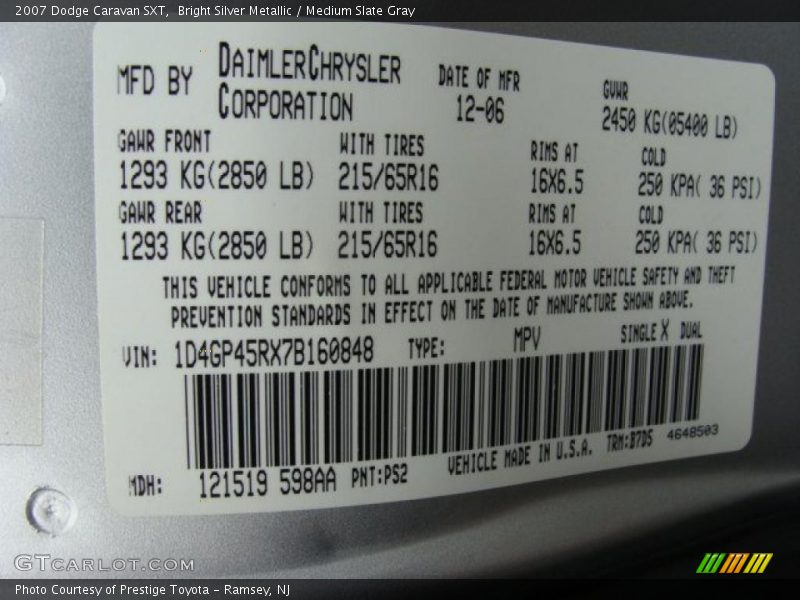 2007 Dodge Caravan SXT,  Bright Silver Metallic / Medium Slate Gray
MFD BY DAIMLERCHRYSLER CORPORATION DATE OF MFR 12-06 GVWR 2450 KG(05400 LB)
GAWR FRONT WITH TIRES RIMS AT COLD
1293 KG(2850 LB) 215/65R16 16X6.5 250 KPA( 36 PSI)
GAWR REAR WITH TIRES RIMS AT COLD
1293 KG(2850 LB) 215/65R16 16X6.5 250 KPA( 36 PSI)
THIS VEHICLE CONFORMS TO ALL APPLICABLE FEDERAL MOTOR VEHICLE SAFETY AND THEFT
PREVENTION STANDARDS IN EFFECT ON THE DATE OF MANUFACTURE SHOWN ABOVE.
VIN: 1D4GP45RX7B160848 TYPE: MPV SINGLE X DUAL
MDH: 121519 598AA PNT:PS2 VEHICLE MADE IN U.S.A. TRM:B7D5 4648503
GTCARLOT.COM
Photo Courtesy of Prestige Toyota - Ramsey, NJ